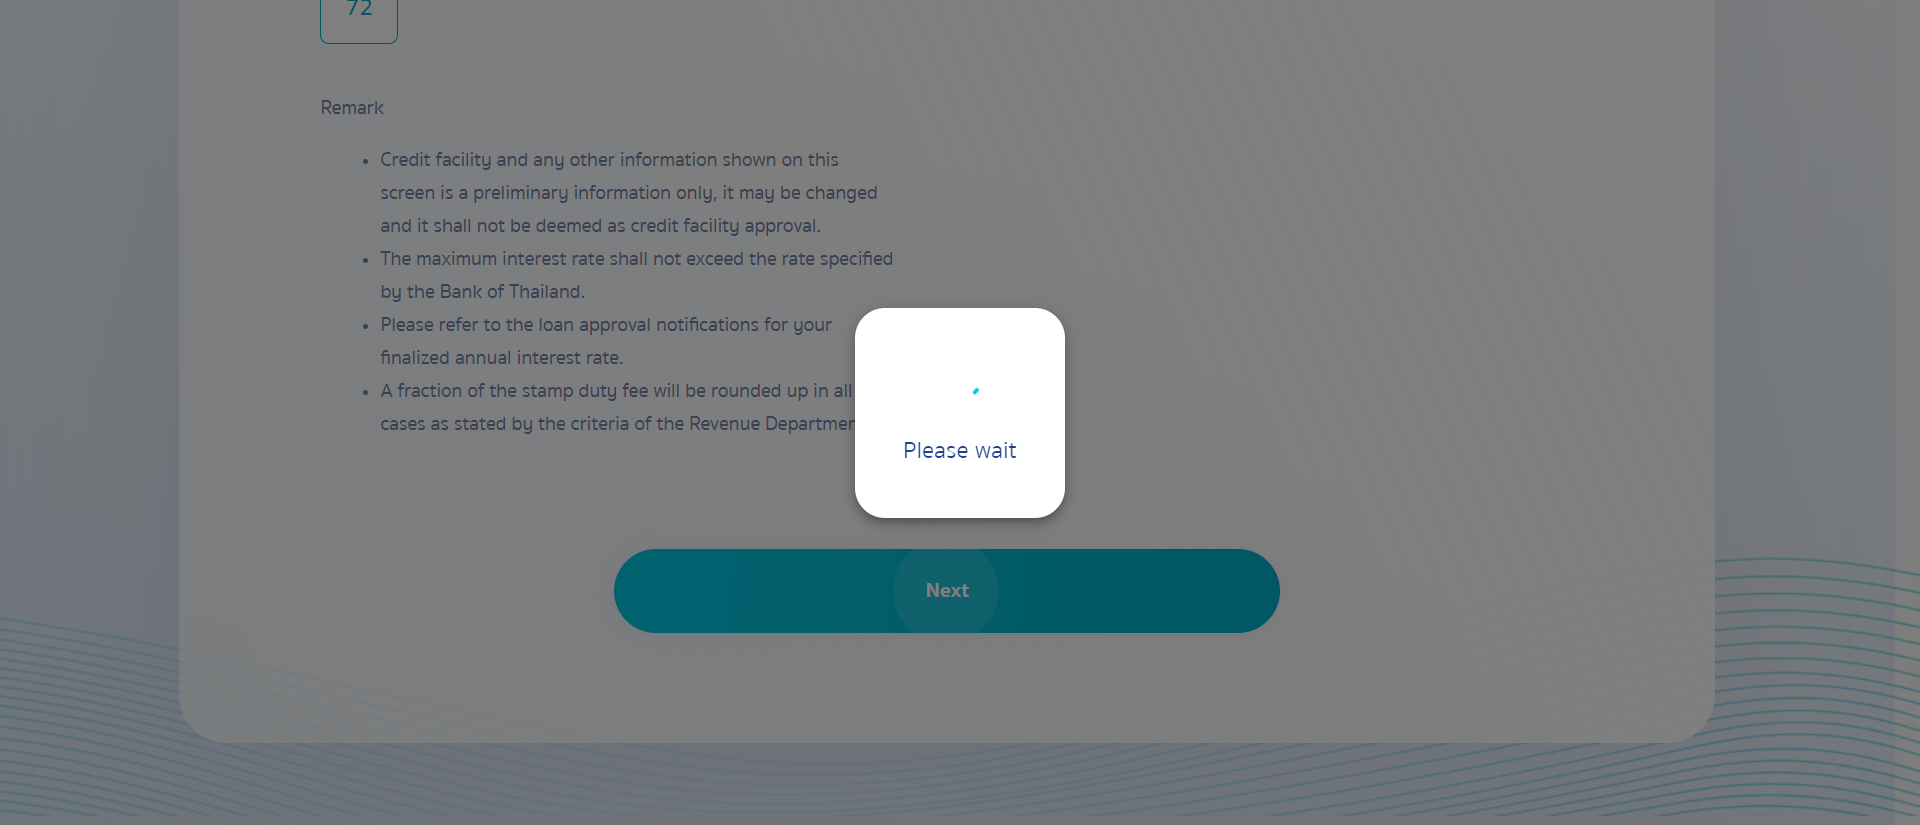 72
Remark
• Credit facility and any other information shown on this
screen is a preliminary information only, it may be changed
and it shall not be deemed as credit facility approval.
• The maximum interest rate shall not exceed the rate specified
by the Bank of Thailand.
• Please refer to the loan approval notifications for your
finalized annual interest rate.
• A fraction of the stamp duty fee will be rounded up in all
cases as stated by the criteria of the Revenue Departmen
Please wait
Next